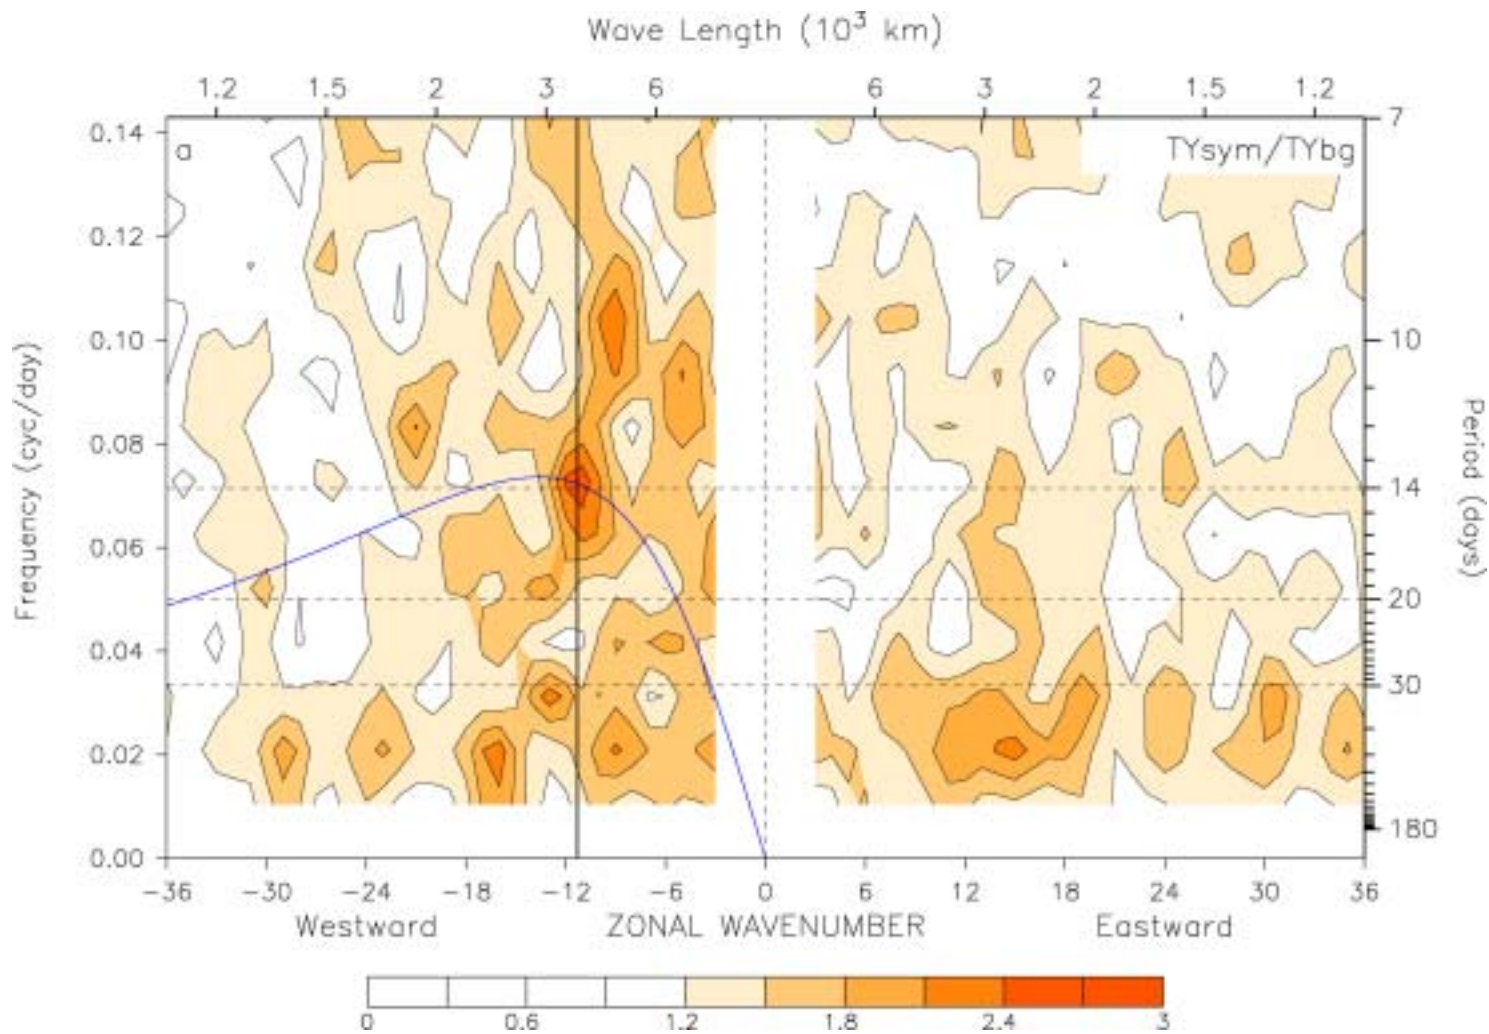 Wave Length (10³ km)
1.2 1.5 2 3 6 6 3 2 1.5 1.2
a
TYsym/TYbg
Frequency (cyc/day)
0.14
0.12
0.10
0.08
0.06
0.04
0.02
0.00
7
10
14
20
30
180
Period (days)
-36 -30 -24 -18 -12 -6 0 6 12 18 24 30 36
Westward ZONAL WAVENUMBER Eastward
0 0.6 1.2 1.8 2.4 3